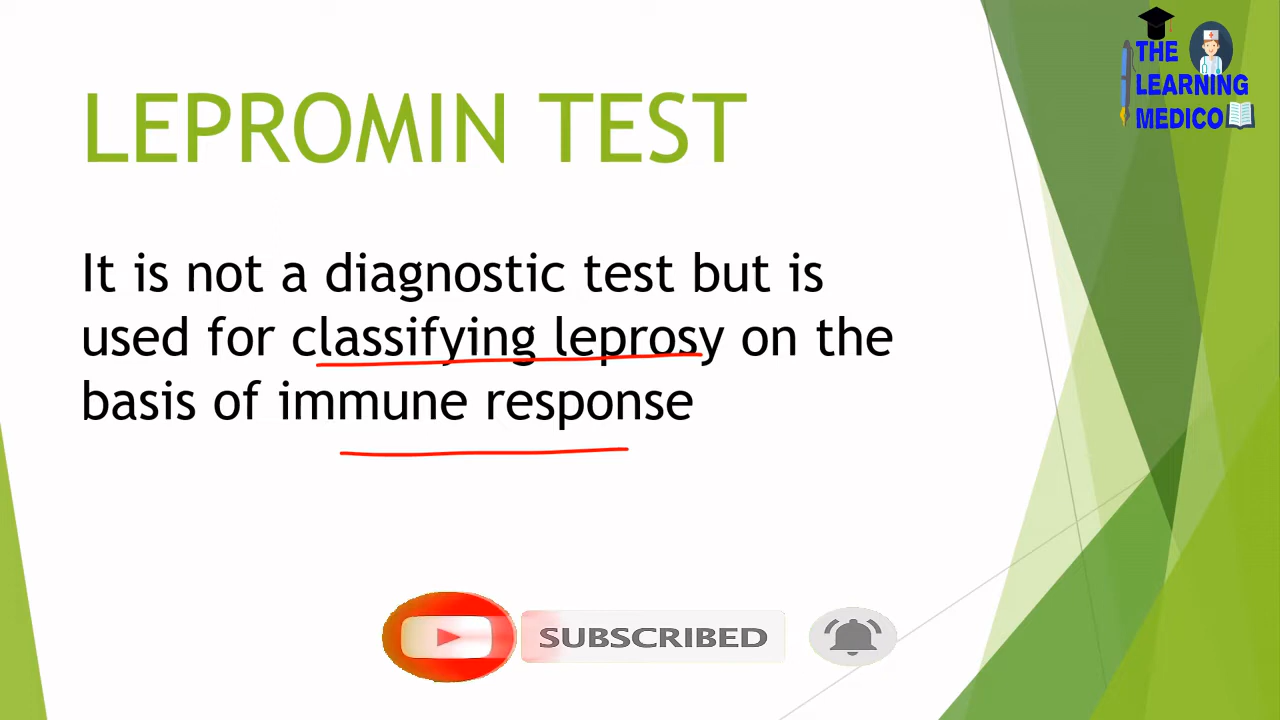 LEPROMIN TEST
It is not a diagnostic test but is
used for classifying leprosy on the
basis of immune response
THE
LEARNING
MEDICO
SUBSCRIBED